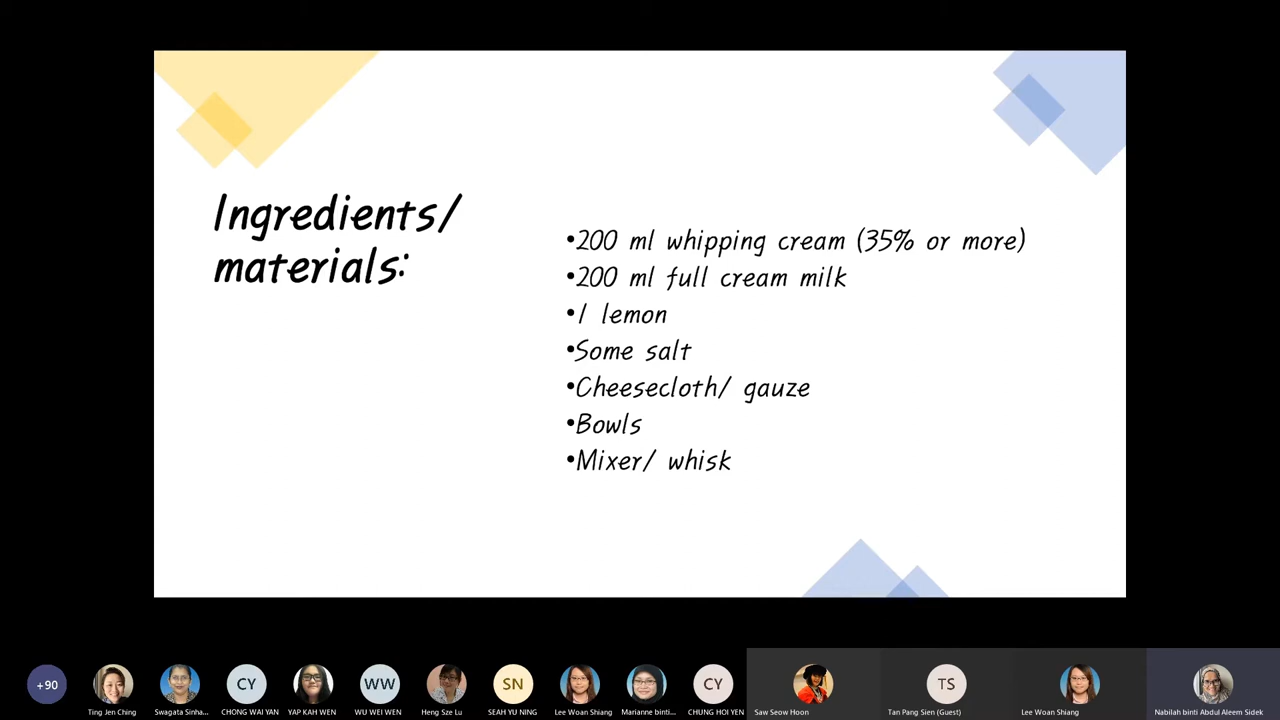 Ingredients/
materials:
•200 ml whipping cream (35% or more)
•200 ml full cream milk
•1 lemon
•Some salt
•Cheesecloth/ gauze
•Bowls
•Mixer/ whisk
+90
CY
WW
SN
CY
TS
Ting Jen Ching
Swagata Sinha...
CHONG WAI YAN
YAP KAH WEN
WU WEI WEN
Heng Sze Lu
SEAH YU NING
Lee Woan Shiang
Marianne binti...
CHUNG HOI YEN
Saw Seow Hoon
Tan Pang Sien (Guest)
Lee Woan Shiang
Nabilah binti Abdul Aleem Sidek